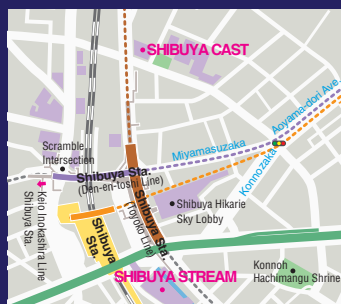 SHIBUYA CAST
Aoyama-dori Ave.
Miyamasuzaka
Konnozaka
Scramble
Intersection
Shibuya Sta.
(Den-en-toshi Line)
Keio Inokashira Line
Shibuya Sta.
Shibuya Sta.
(Toyoko Line)
Shibuya
Sta.
Shibuya Hikarie
Sky Lobby
Konnoh
Hachimangu Shrine
SHIBUYA STREAM